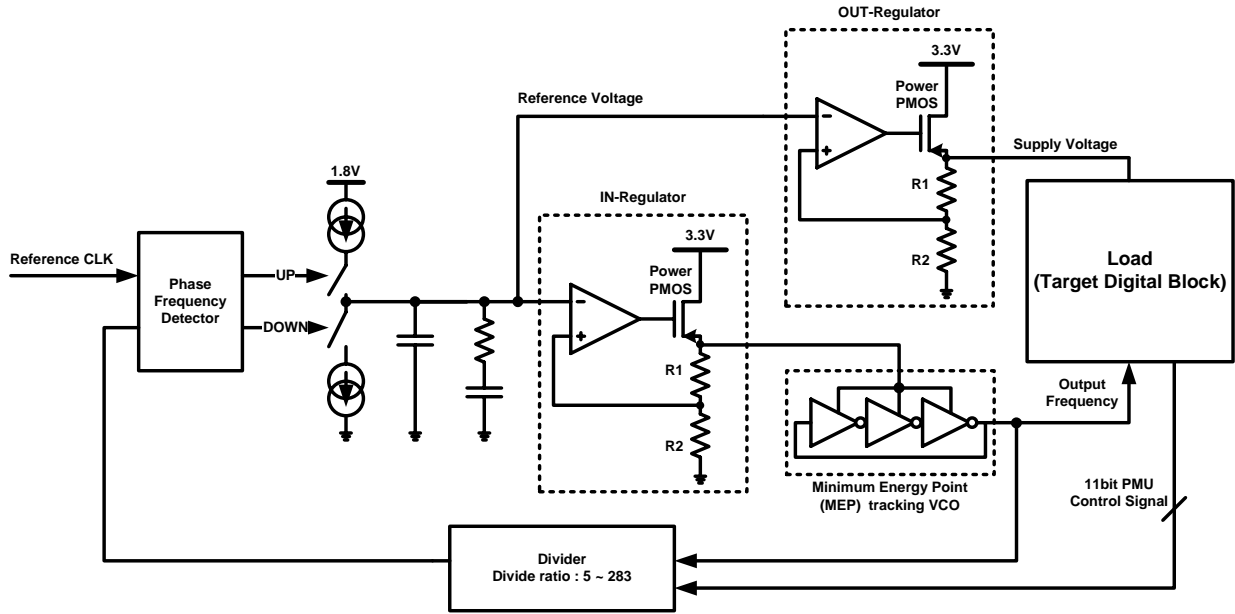 OUT-Regulator
3.3V
Power
PMOS
Reference Voltage
−
+
R1
R2
Supply Voltage
Load
(Target Digital Block)
1.8V
IN-Regulator
3.3V
Power
PMOS
−
+
R1
R2
Reference CLK
Phase
Frequency
Detector
UP
DOWN
Output
Frequency
Minimum Energy Point
(MEP) tracking VCO
11bit PMU
Control Signal
Divider
Divide ratio : 5 ~ 283